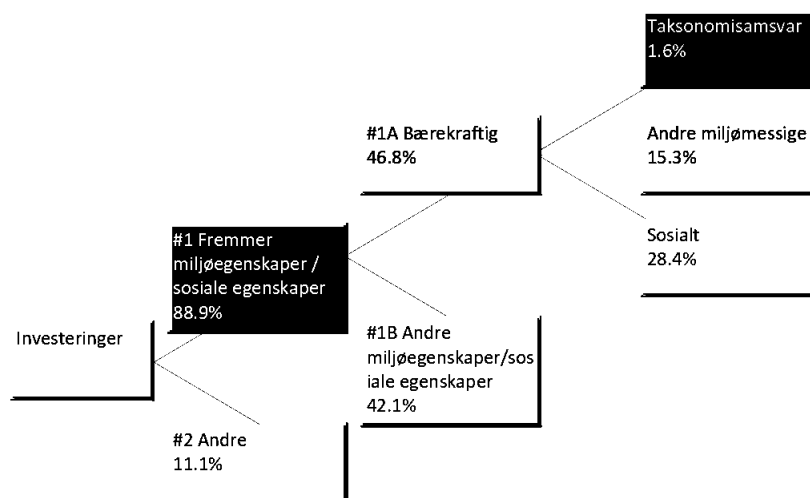 Taksonomisamsvar
1.6%
#1A Bærekraftig
46.8%
Andre miljømessige
15.3%
#1 Fremmer
miljøegenskaper /
sosiale egenskaper
88.9%
Sosialt
28.4%
Investeringer
#1B Andre
miljøegenskaper/sos
iale egenskaper
42.1%
#2 Andre
11.1%